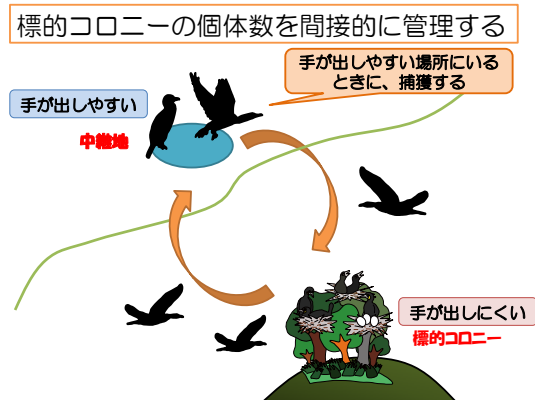 標的コロニーの個体数を間接的に管理する
手が出しやすい場所にいる
ときに、捕獲する
手が出しやすい
中継地
手が出しにくい
標的コロニー